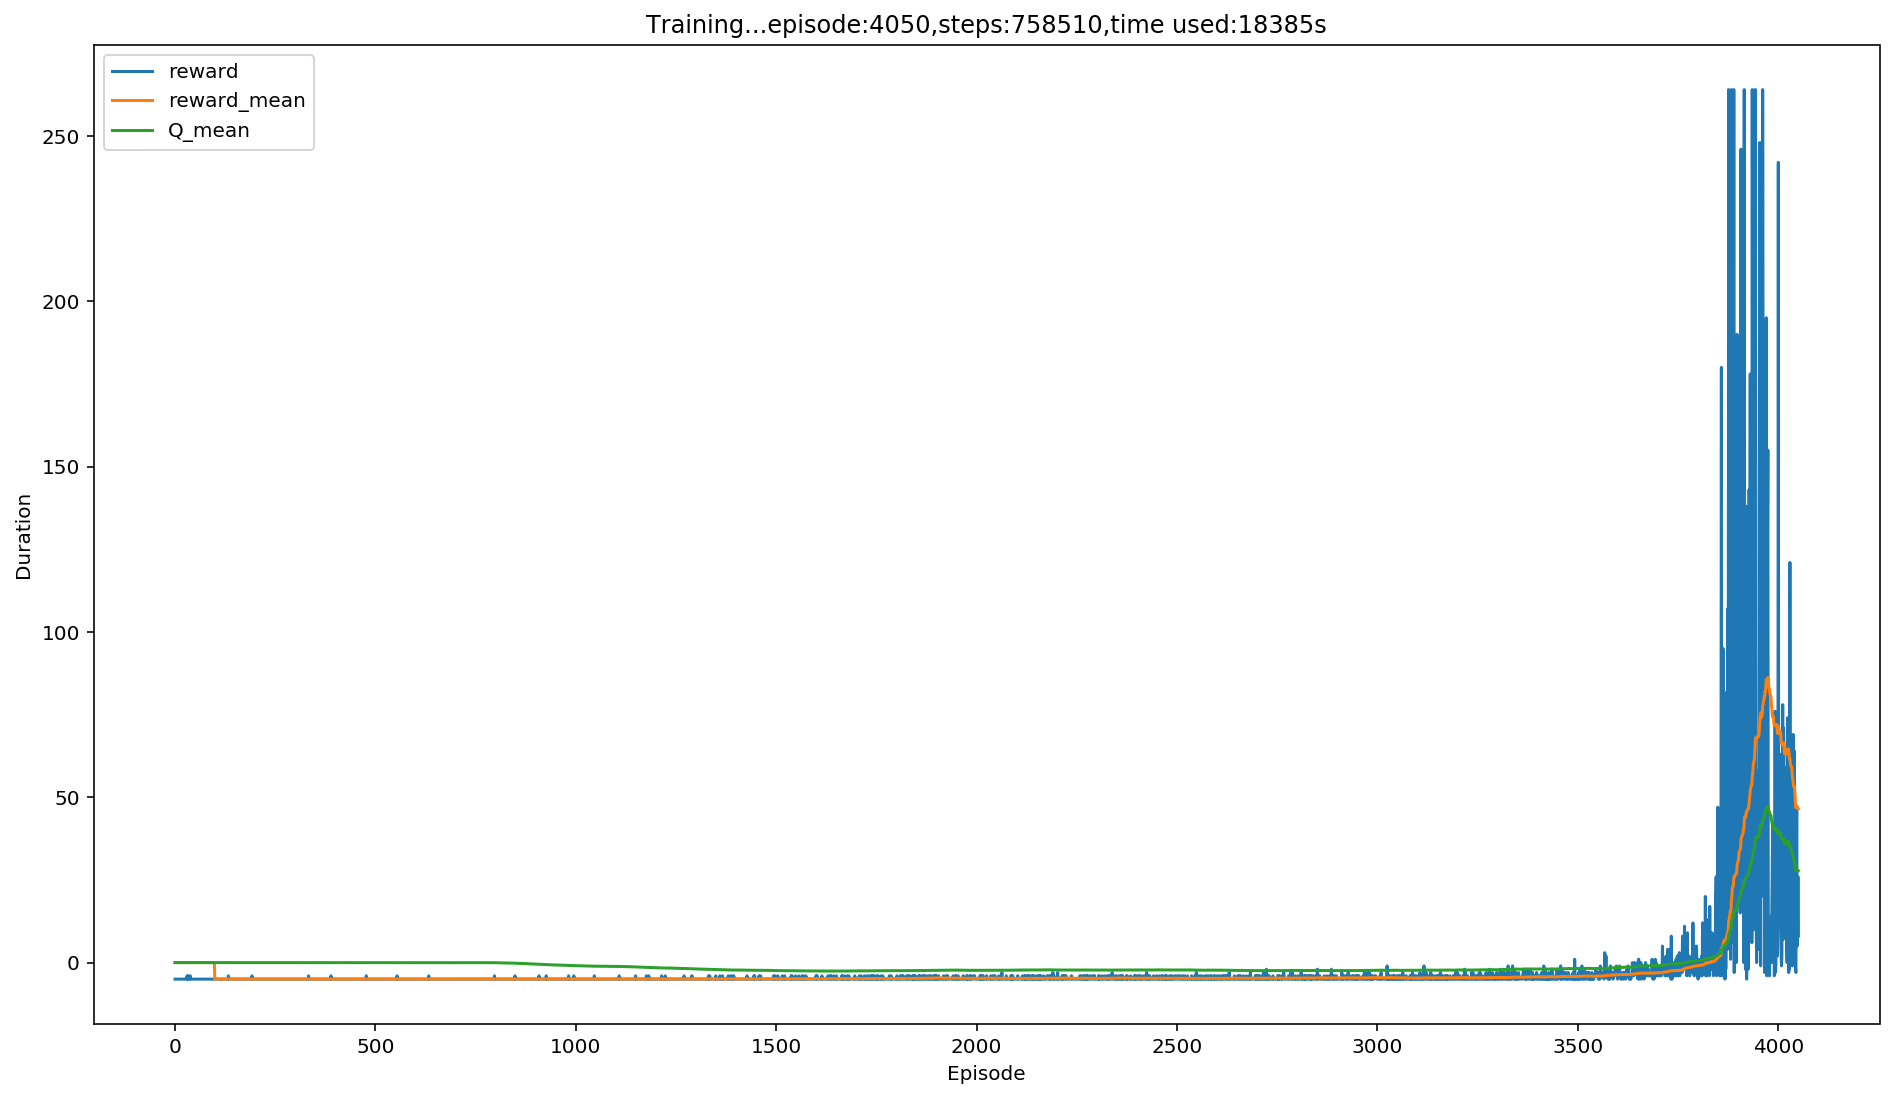 Training...episode:4050,steps:758510,time used:18385s
reward
reward_mean
Q_mean
250
200
150
100
50
0
Duration
0 500 1000 1500 2000 2500 3000 3500 4000
Episode